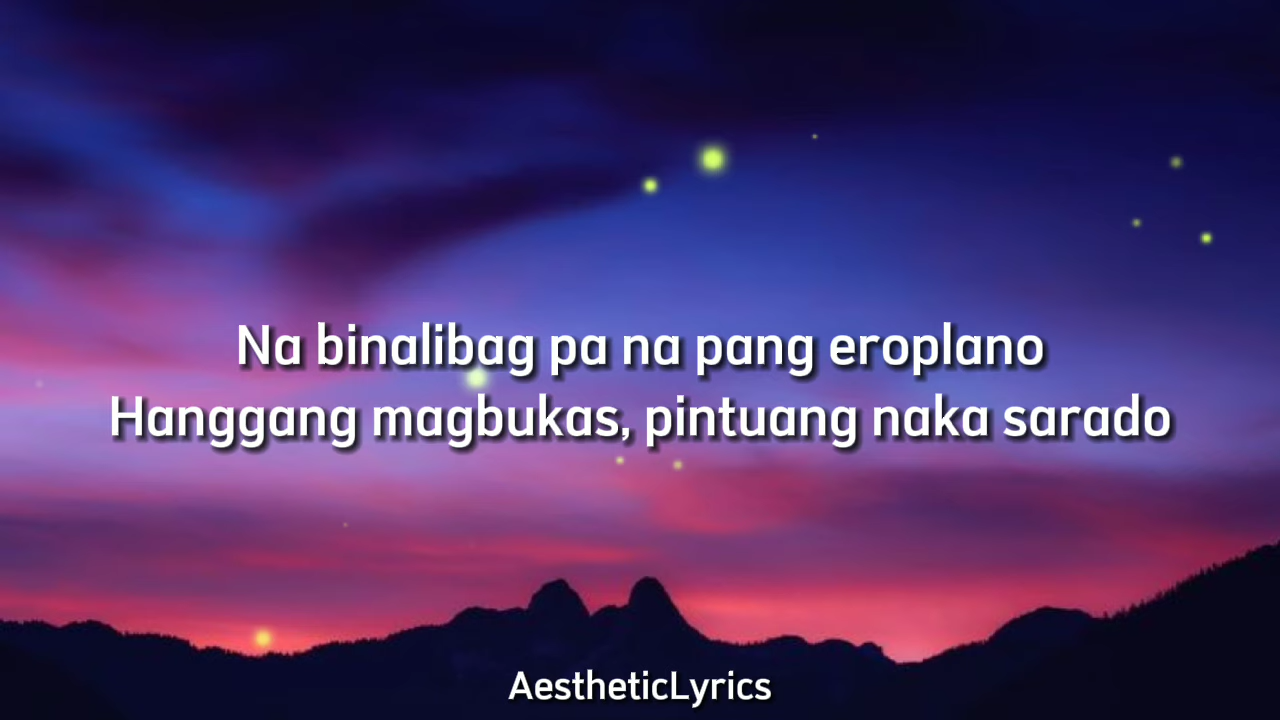 Na binalibag pa na pang eroplano
Hanggang magbukas, pintuang naka sarado
AestheticLyrics